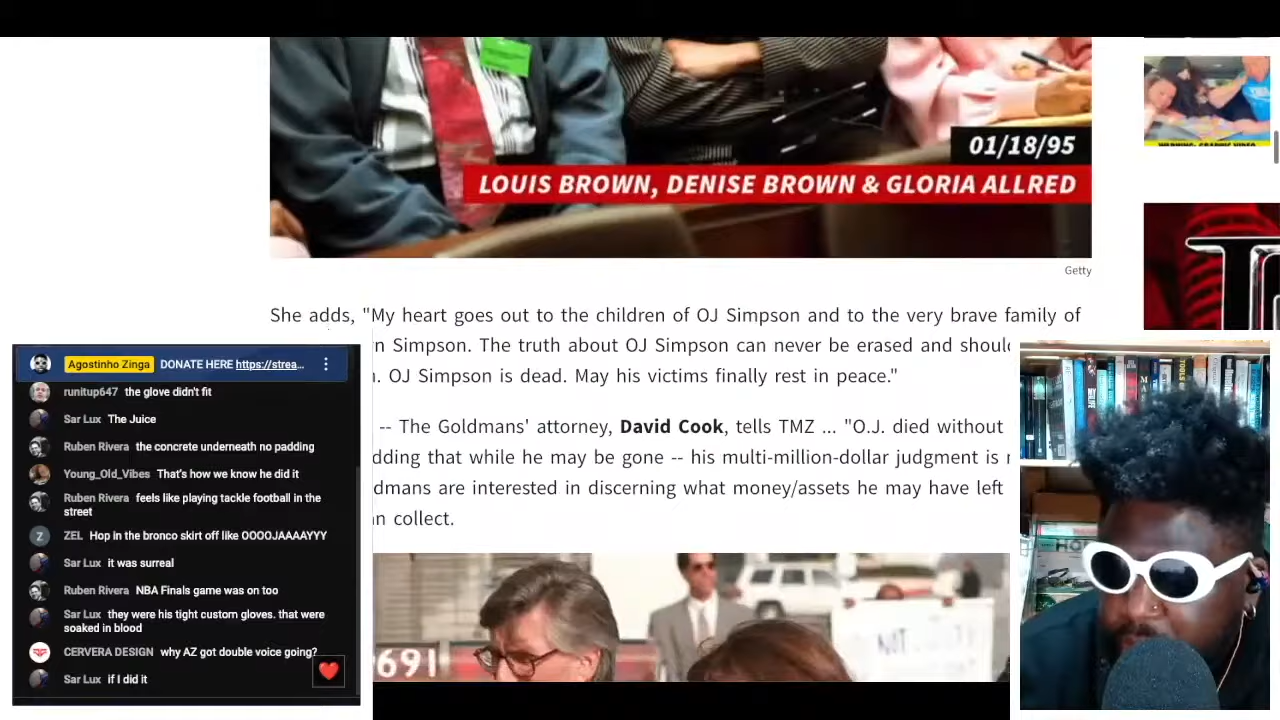 01/18/95
LOUIS BROWN, DENISE BROWN & GLORIA ALLRED
Getty
She adds, "My heart goes out to the children of OJ Simpson and to the very brave family of
n Simpson. The truth about OJ Simpson can never be erased and shoul
. OJ Simpson is dead. May his victims finally rest in peace."
-- The Goldmans' attorney, David Cook, tells TMZ ... "O.J. died without
dding that while he may be gone -- his multi-million-dollar judgment is
dmans are interested in discerning what money/assets he may have left
n collect.
691
NOT
Agostinho Zinga DONATE HERE https://strea...
runitup647 the glove didn't fit
Sar Lux The Juice
Ruben Rivera the concrete underneath no padding
Young_Old_Vibes That's how we know he did it
Ruben Rivera feels like playing tackle football in the
street
Z ZEL Hop in the bronco skirt off like OOOOJAAAAYYY
Sar Lux it was surreal
Ruben Rivera NBA Finals game was on too
Sar Lux they were his tight custom gloves. that were
soaked in blood
CERVERA DESIGN why AZ got double voice going?
Sar Lux if I did it